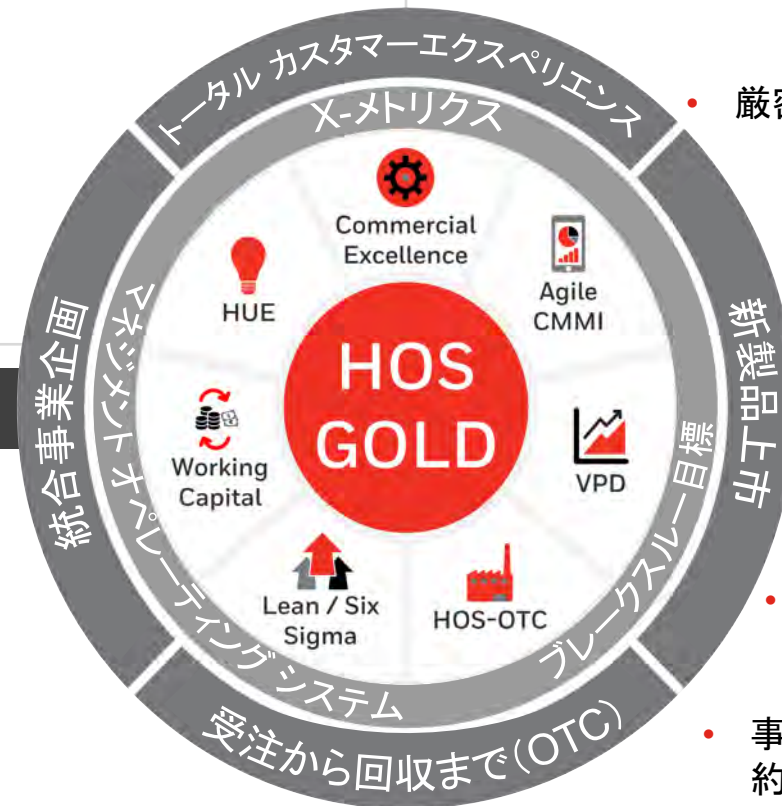 トータル カスタマーエクスペリエンス
X-メトリクス
Commercial
Excellence
HUE
Agile
CMMI
HOS
GOLD
Working
Capital
VPD
Lean / Six
Sigma
HOS-OTC
マネジメント オペレーティング システム
ブレークスルー目標
統合事業企画
新製品上市
受注から回収まで(OTC)
• 厳
•
• 事
約